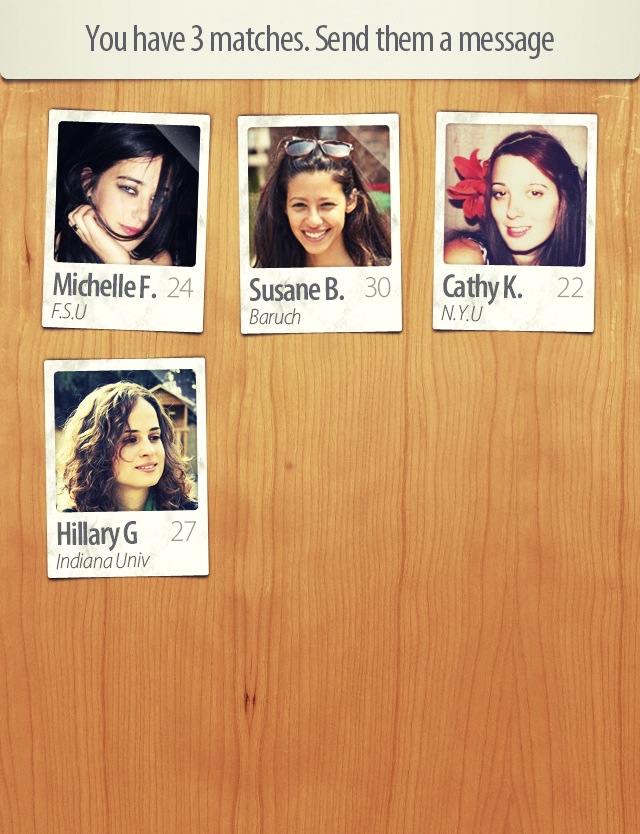 You have 3 matches. Send them a message
Michelle F. 24
F.S.U
Susane B. 30
Baruch
Cathy K. 22
N.Y.U
Hillary G 27
Indiana Univ